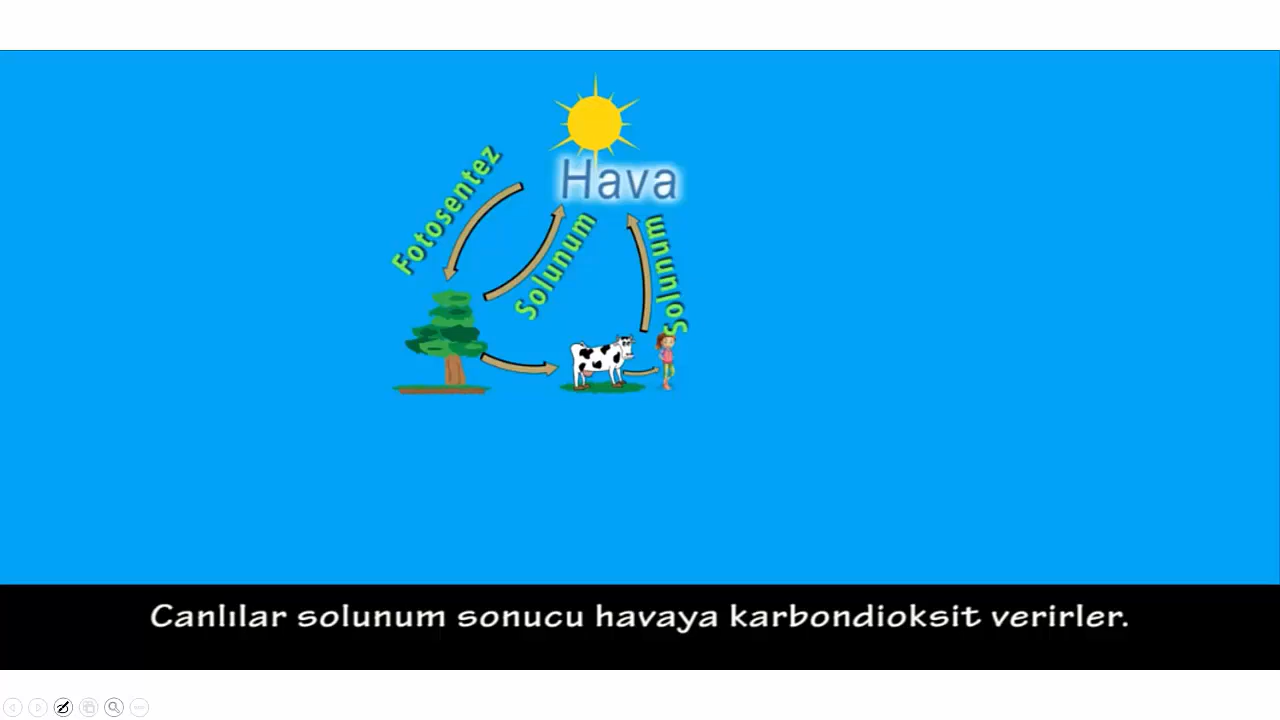 Hava
Fotosentez
Solunum
Solunum
Canlılar solunum sonucu havaya karbondioksit verirler.